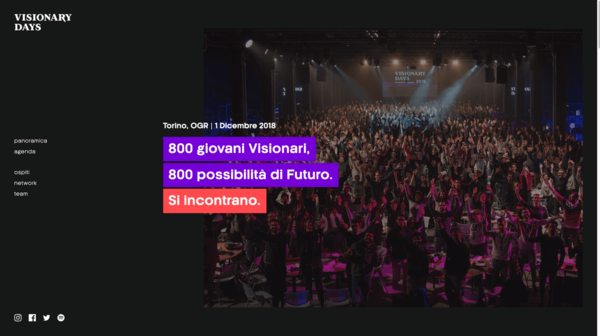 VISIONARY
DAYS
VISIONARY
DAYS
Torino, OGR | 1 Dicembre 2018
800 giovani Visionari,
800 possibilità di Futuro.
Si incontrano.
panoramica
agenda
ospiti
network
team